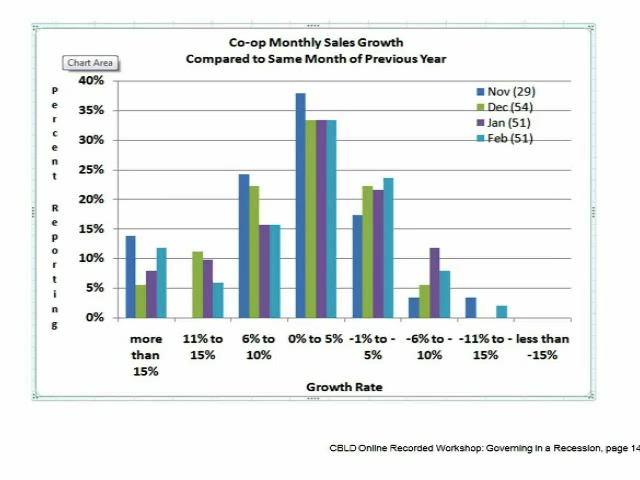 Co-op Monthly Sales Growth
Compared to Same Month of Previous Year
Chart Area
Percent Reporting
40%
35%
30%
25%
20%
15%
10%
5%
0%
Nov (29)
Dec (54)
Jan (51)
Feb (51)
more than 15%
11% to 15%
6% to 10%
0% to 5%
-1% to -5%
-6% to -10%
-11% to -15%
less than -15%
Growth Rate
CBLD Online Recorded Workshop: Governing in a Recession, page 14